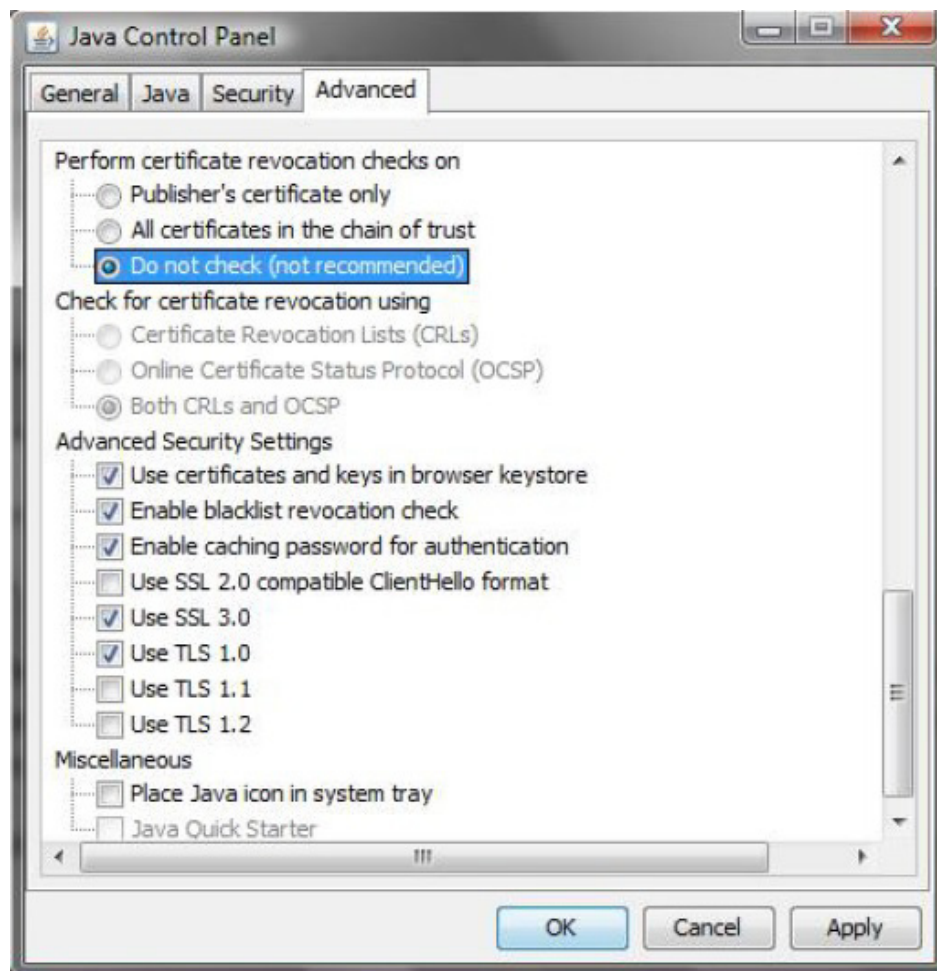 Java Control Panel
General Java Security Advanced
Perform certificate revocation checks on
Publisher's certificate only
All certificates in the chain of trust
Do not check (not recommended)
Check for certificate revocation using
Certificate Revocation Lists (CRLs)
Online Certificate Status Protocol (OCSP)
Both CRLs and OCSP
Advanced Security Settings
Use certificates and keys in browser keystore
Enable blacklist revocation check
Enable caching password for authentication
Use SSL 2.0 compatible ClientHello format
Use SSL 3.0
Use TLS 1.0
Use TLS 1.1
Use TLS 1.2
Miscellaneous
Place Java icon in system tray
Java Quick Starter
OK Cancel Apply